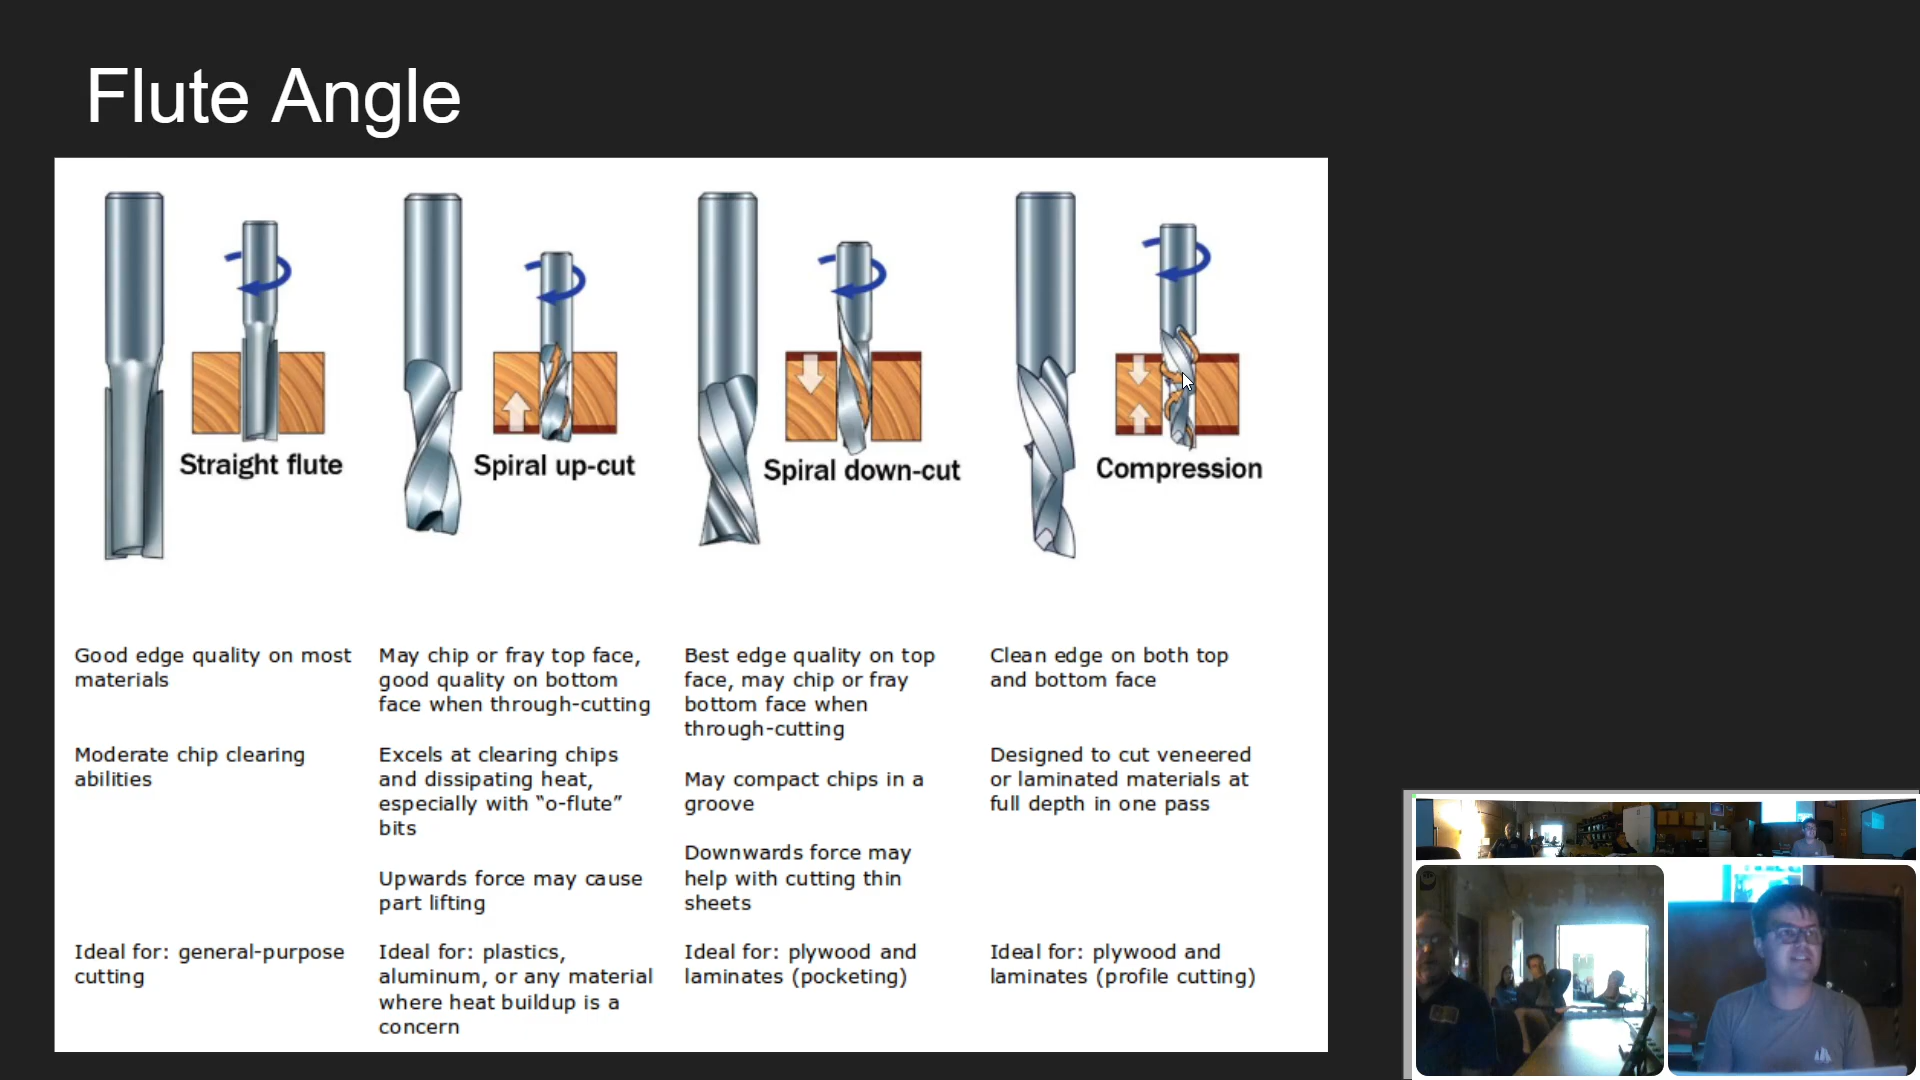 Flute Angle
Straight flute
Spiral up-cut
Spiral down-cut
Compression
Good edge quality on most
materials
Moderate chip clearing
abilities
Ideal for: general-purpose
cutting
May chip or fray top face,
good quality on bottom
face when through-cutting
Excels at clearing chips
and dissipating heat,
especially with “o-flute”
bits
Upwards force may cause
part lifting
Ideal for: plastics,
aluminum, or any material
where heat buildup is a
concern
Best edge quality on top
face, may chip or fray
bottom face when
through-cutting
May compact chips in a
groove
Downwards force may
help with cutting thin
sheets
Ideal for: plywood and
laminates (pocketing)
Clean edge on both top
and bottom face
Designed to cut veneered
or laminated materials at
full depth in one pass
Ideal for: plywood and
laminates (profile cutting)